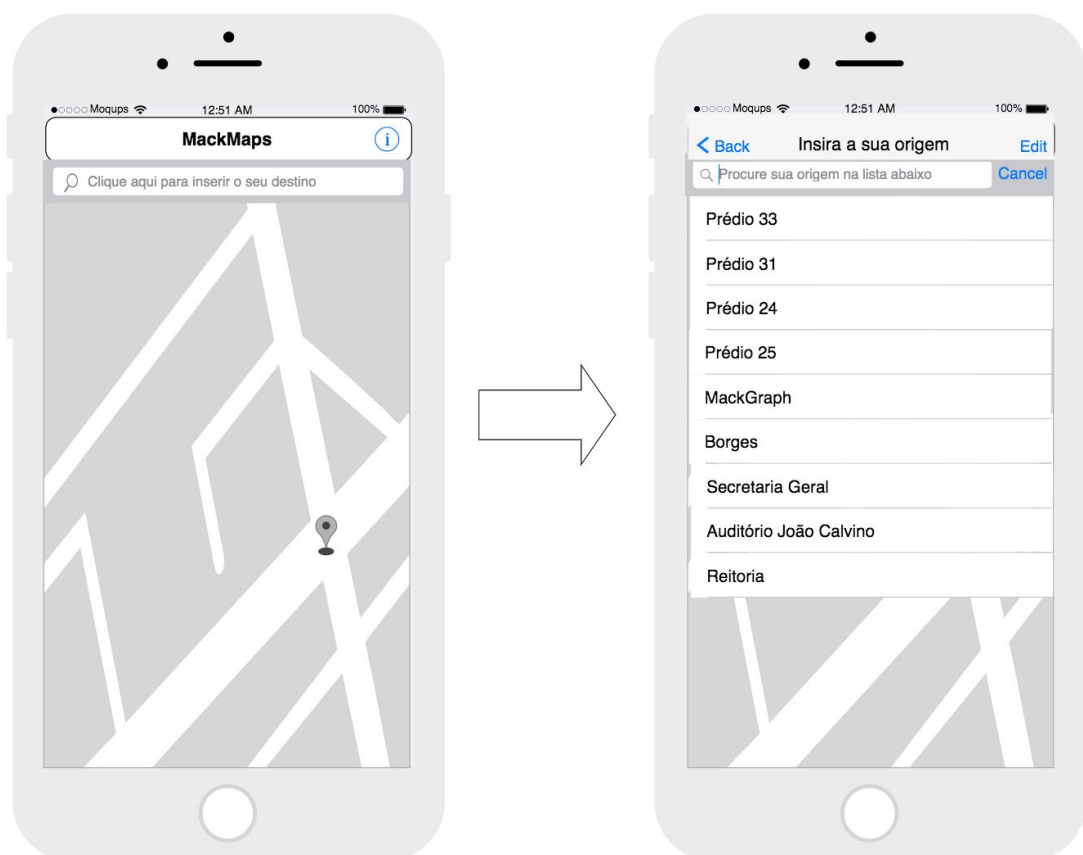 Moqups 12:51 AM 100%
MackMaps i
Clique aqui para inserir o seu destino
Moqups 12:51 AM 100%
Back Insira a sua origem Edit
Procure sua origem na lista abaixo Cancel
Prédio 33
Prédio 31
Prédio 24
Prédio 25
MackGraph
Borges
Secretaria Geral
Auditório João Calvino
Reitoria